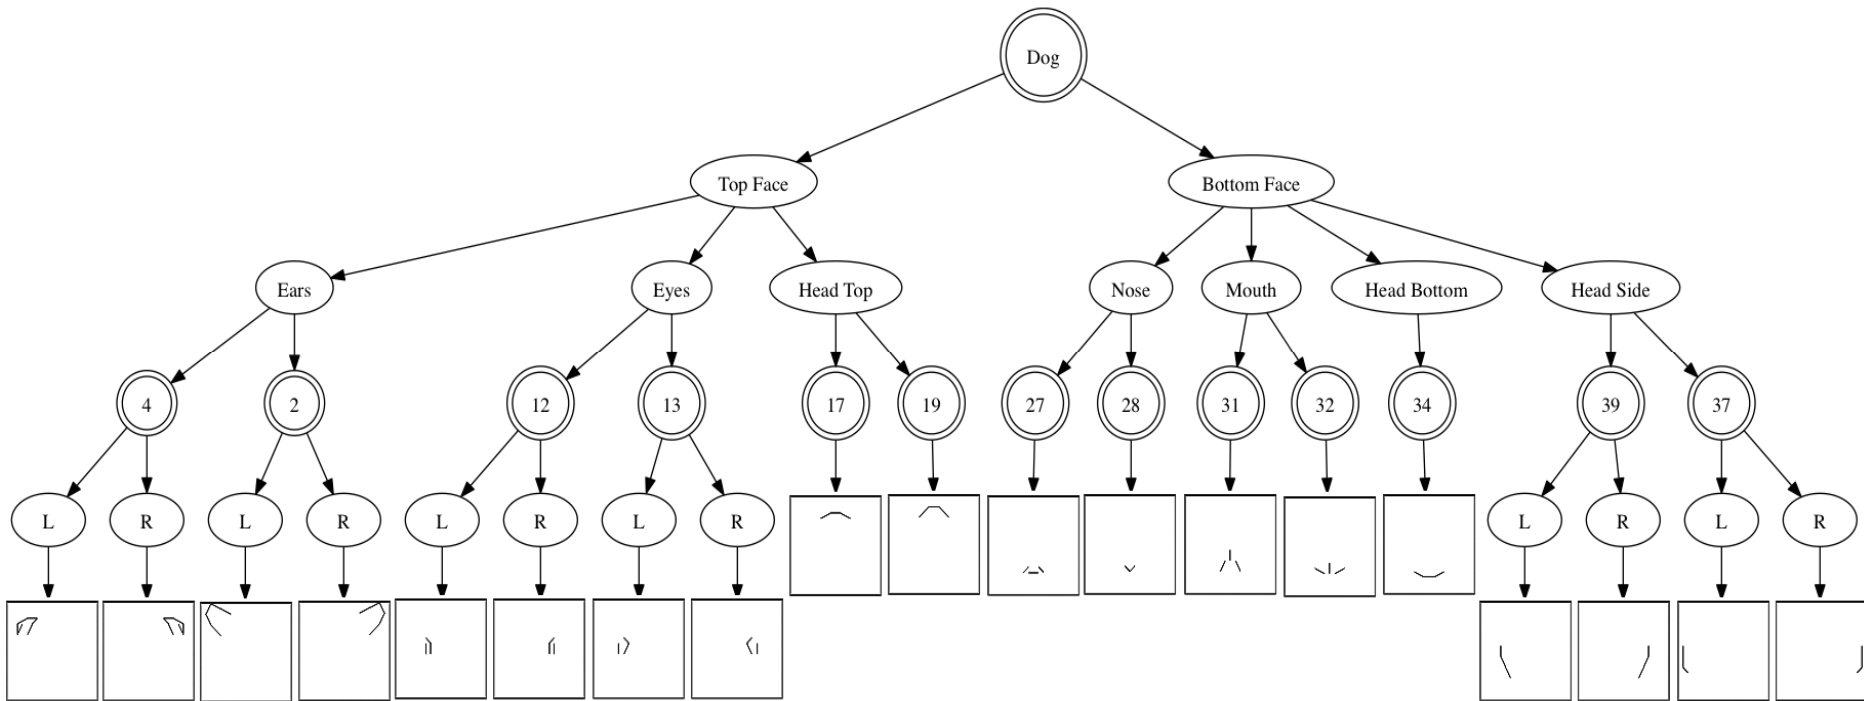 Dog
Top Face Bottom Face
Ears Eyes Head Top Nose Mouth Head Bottom Head Side
4 2 12 13 17 19 27 28 31 32 34 39 37
L R L R L R L R L R L R